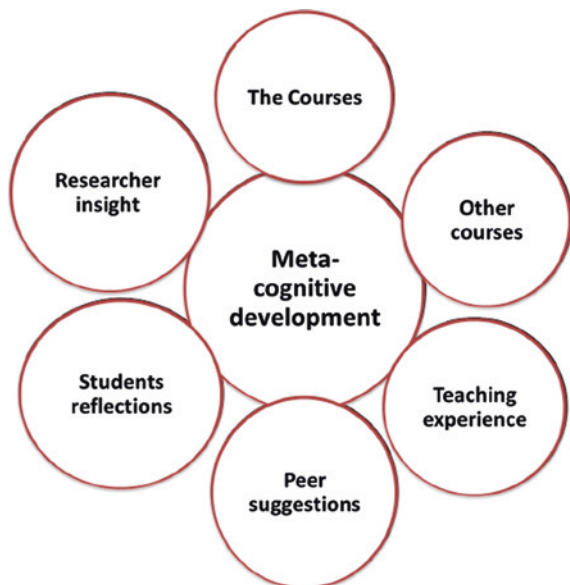 The Courses
Researcher
insight
Other
courses
Meta-
cognitive
development
Students
reflections
Teaching
experience
Peer
suggestions